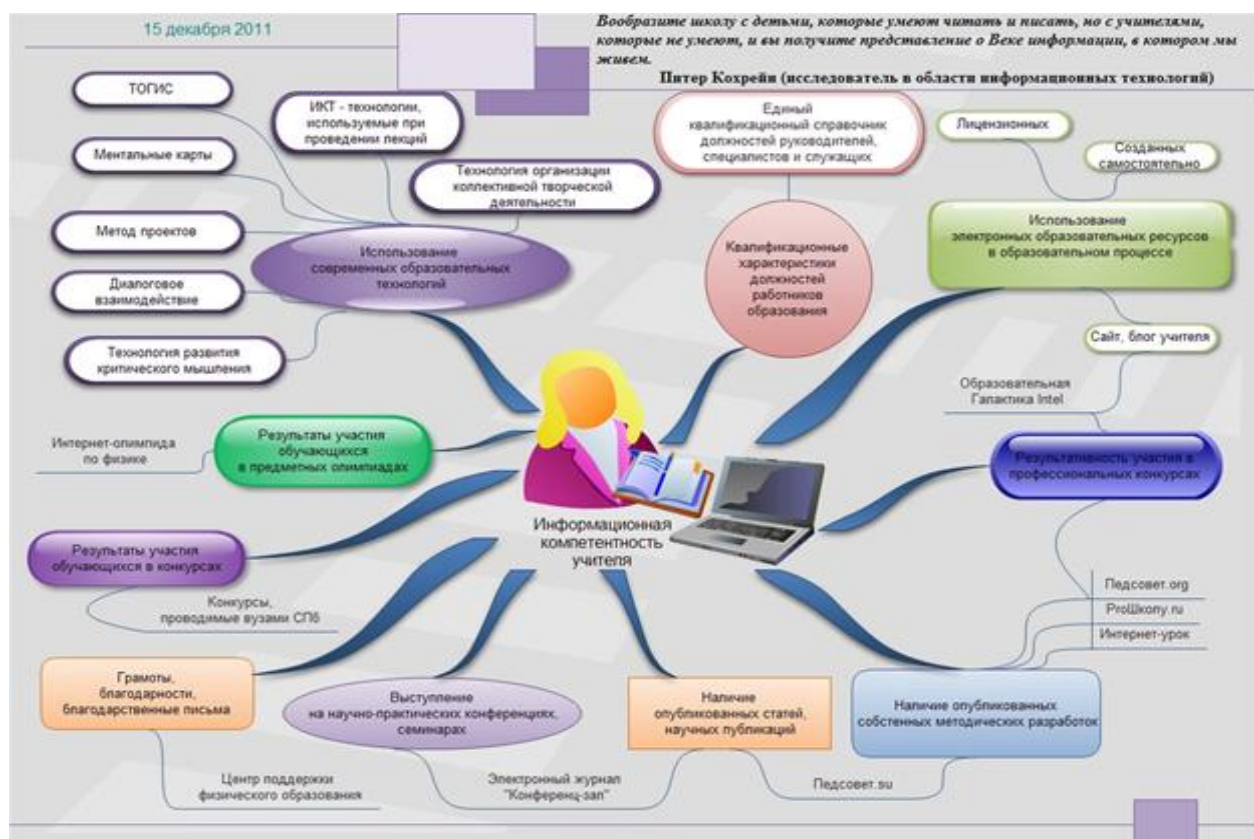 15 декабря 2011
Вообразите школу с детьми, которые умеют читать и писать, но с учителями,
которые не умеют, и вы получите представление о Веке информации, в котором мы
живем.
Питер Кохрейн (исследователь в области информационных технологий)
ТОГИС
ИКТ - технологии,
используемые при
проведении лекций
Ментальные карты
Технология организации
коллективной творческой
деятельности
Метод проектов
Использование
современных образовательных
технологий
Диалоговое
взаимодействие
Технология развития
критического мышления
Единый
квалификационный справочник
должностей руководителей,
специалистов и служащих
Квалификационные
характеристики
должностей
работников
образования
Лицензионных
Созданных
самостоятельно
Использование
электронных образовательных ресурсов
в образовательном процессе
Сайт, блог учителя
Образовательная
Галактика Intel
Результативность участия в
профессиональных конкурсах
Интернет-олимпида
по физике
Результаты участия
обучающихся
в предметных олимпиадах
Информационная
компетентность
учителя
Результаты участия
обучающихся в конкурсах
Конкурсы,
проводимые вузами СПб
Педсовет.org
ProШколу.ru
Интернет-урок
Грамоты,
благодарности,
благодарственные письма
Выступление
на научно-практических конференциях,
семинарах
Наличие
опубликованных статей,
научных публикаций
Наличие опубликованных
собстенных методических разработок
Центр поддержки
физического образования
Электронный журнал
"Конференц-зал"
Педсовет.su